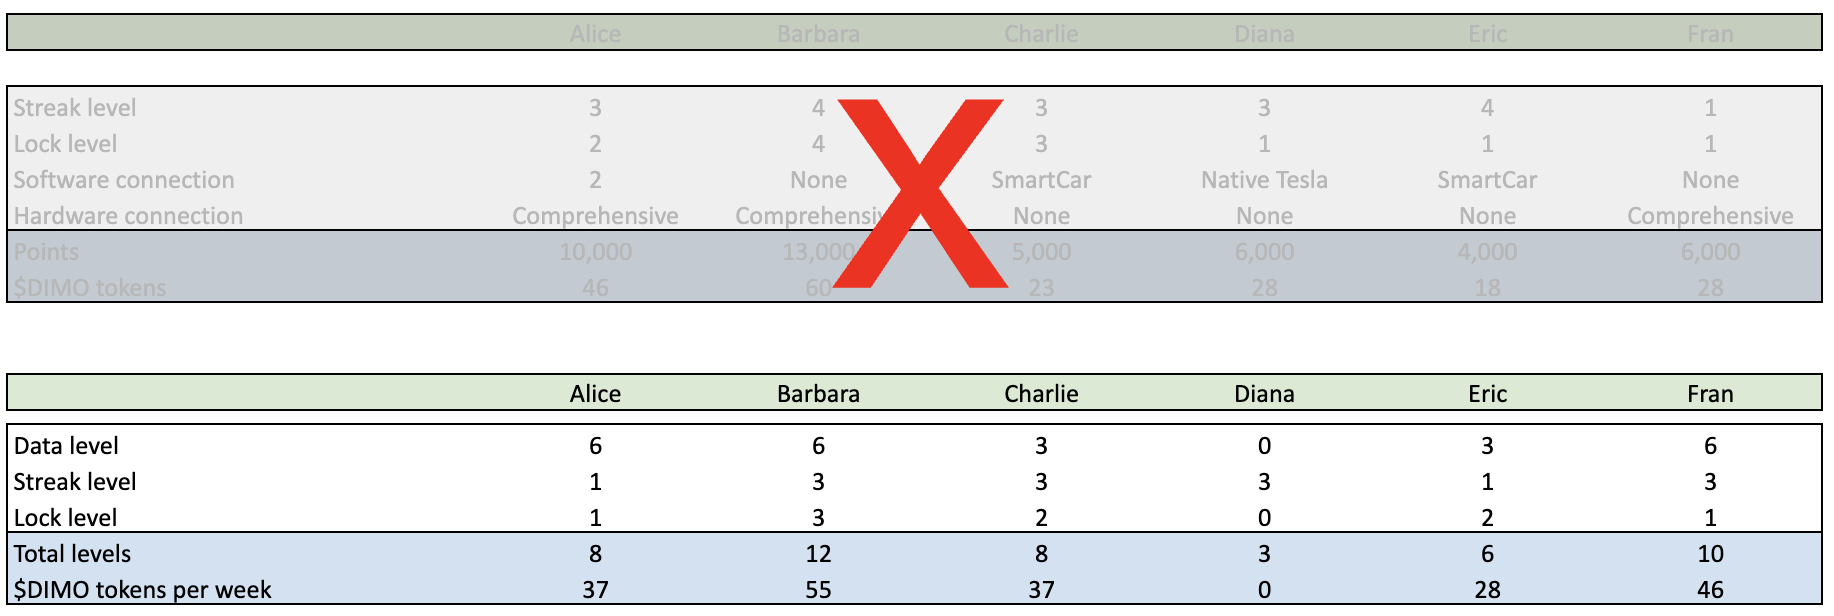 Alice Barbara Charlie Diana Eric Fran
Streak level 3 4 3 3 4 1
Lock level 2 4 3 1 1 1
Software connection 2 None SmartCar Native Tesla SmartCar None
Hardware connection Comprehensive Comprehensiv None None None Comprehensive
Points 10,000 13,000 5,000 6,000 4,000 6,000
$DIMO tokens 46 60 23 28 18 28
X
Alice Barbara Charlie Diana Eric Fran
Data level 6 6 3 0 3 6
Streak level 1 3 3 3 1 3
Lock level 1 3 2 0 2 1
Total levels 8 12 8 3 6 10
$DIMO tokens per week 37 55 37 0 28 46